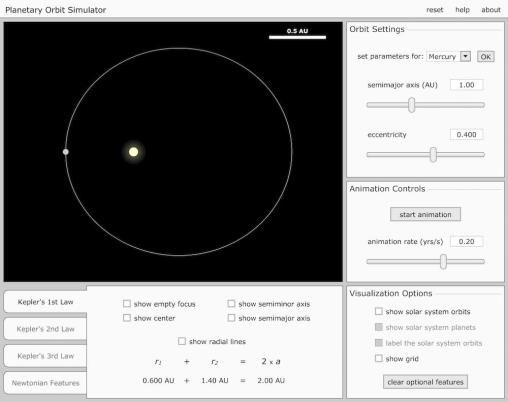 Planetary Orbit Simulator reset help about
0.5 AU
Orbit Settings
set parameters for: Mercury OK
semimajor axis (AU) 1.00
eccentricity 0.400
Animation Controls
start animation
animation rate (yrs/s) 0.20
Kepler's 1st Law
Kepler's 2nd Law
Kepler's 3rd Law
Newtonian Features
show empty focus show semiminor axis
show center show semimajor axis
show radial lines
r₁ + r₂ = 2 x a
0.600 AU + 1.40 AU = 2.00 AU
Visualization Options
show solar system orbits
show solar system planets
label the solar system orbits
show grid
clear optional features